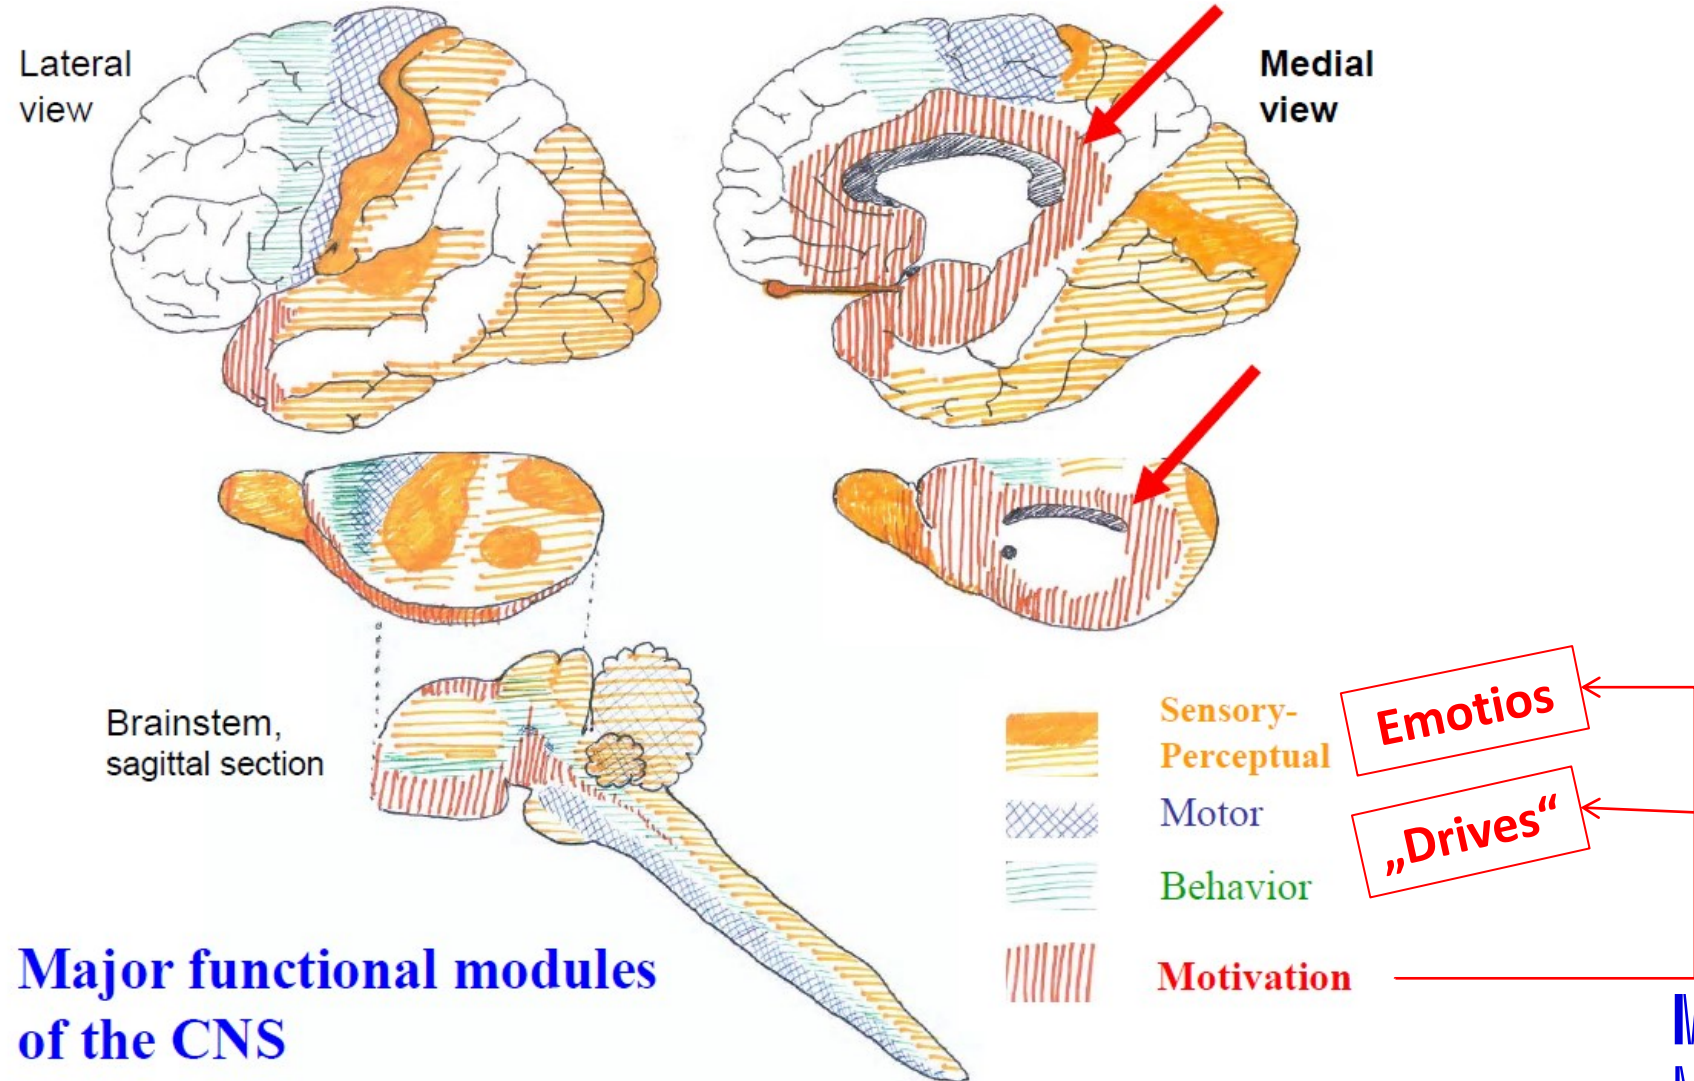 Lateral
view
Medial
view
Brainstem,
sagittal section
Sensory-
Perceptual
Motor
Behavior
Motivation
Emotios
„Drives“
Major functional modules
of the CNS